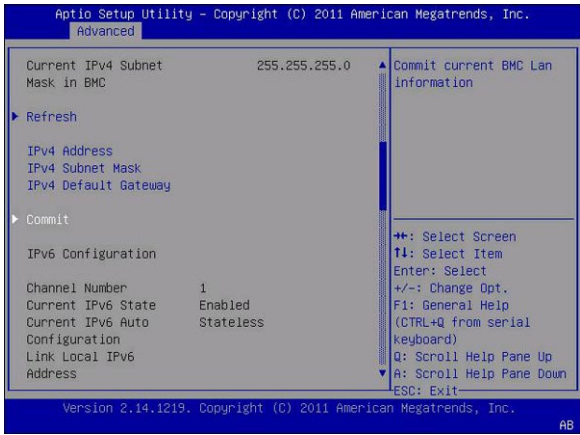 Aptio Setup Utility – Copyright (C) 2011 American Megatrends, Inc.
Advanced
Current IPv4 Subnet 255.255.255.0
Mask in BMC
Refresh
IPv4 Address
IPv4 Subnet Mask
IPv4 Default Gateway
Commit
IPv6 Configuration
Channel Number 1
Current IPv6 State Enabled
Current IPv6 Auto Stateless
Configuration
Link Local IPv6
Address
Commit current BMC Lan
information
→←: Select Screen
↑↓: Select Item
Enter: Select
+/-: Change Opt.
F1: General Help
(CTRL+Q from serial
keyboard)
Q: Scroll Help Pane Up
A: Scroll Help Pane Down
ESC: Exit
Version 2.14.1219. Copyright (C) 2011 American Megatrends, Inc.
AB